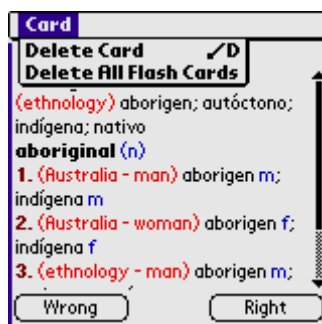 Card
Delete Card /D
Delete All Flash Cards
(ethnology) aborigen; autóctono;
indígena; nativo
aboriginal (n)
1. (Australia - man) aborigen m;
indígena m
2. (Australia - woman) aborigen f;
indígena f
3. (ethnology - man) aborigen m;
Wrong Right